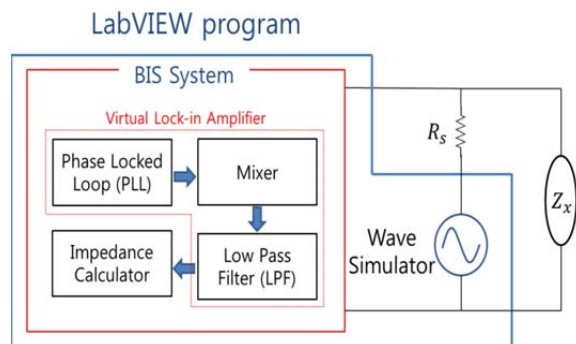 LabVIEW program
BIS System
Virtual Lock-in Amplifier
Phase Locked
Loop (PLL)
Mixer
Impedance
Calculator
Low Pass
Filter (LPF)
Rs
Wave
Simulator
Zx